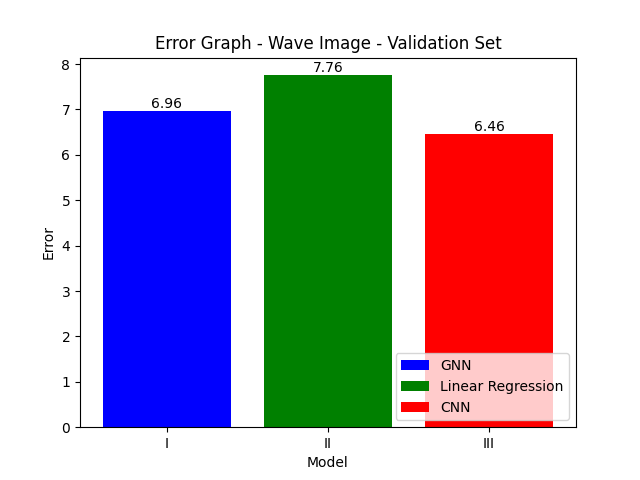 Error Graph - Wave Image - Validation Set
8
7
6
5
4
3
2
1
0
Error
6.96
7.76
6.46
GNN
Linear Regression
CNN
I
II
III
Model